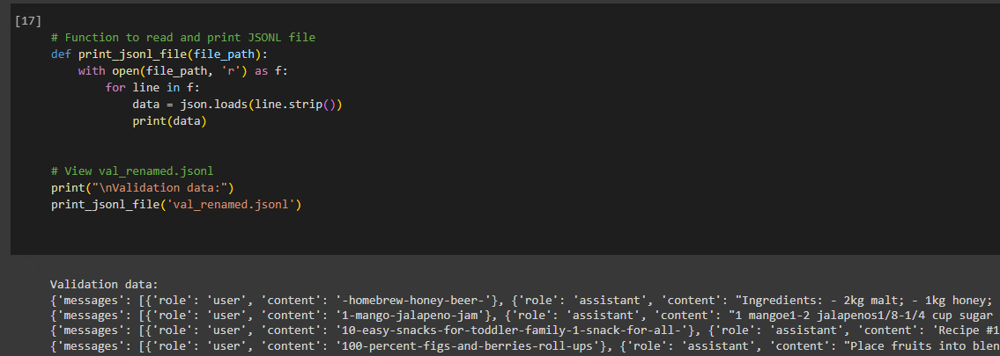 [17]
# Function to read and print JSONL file
def print_jsonl_file(file_path):
    with open(file_path, 'r') as f:
        for line in f:
            data = json.loads(line.strip())
            print(data)
# View val_renamed.jsonl
print("\nValidation data:")
print_jsonl_file('val_renamed.jsonl')
Validation data:
{'messages': [{'role': 'user', 'content': '-homebrew-honey-beer-'}, {'role': 'assistant', 'content': "Ingredients: - 2kg malt; - 1kg honey;
{'messages': [{'role': 'user', 'content': '1-mango-jalapeno-jam'}, {'role': 'assistant', 'content': "1 mangoe1-2 jalapenos1/8-1/4 cup sugar
{'messages': [{'role': 'user', 'content': '10-easy-snacks-for-toddler-family-1-snack-for-all-'}, {'role': 'assistant', 'content': 'Recipe #1
{'messages': [{'role': 'user', 'content': '100-percent-figs-and-berries-roll-ups'}, {'role': 'assistant', 'content': "Place fruits into blen